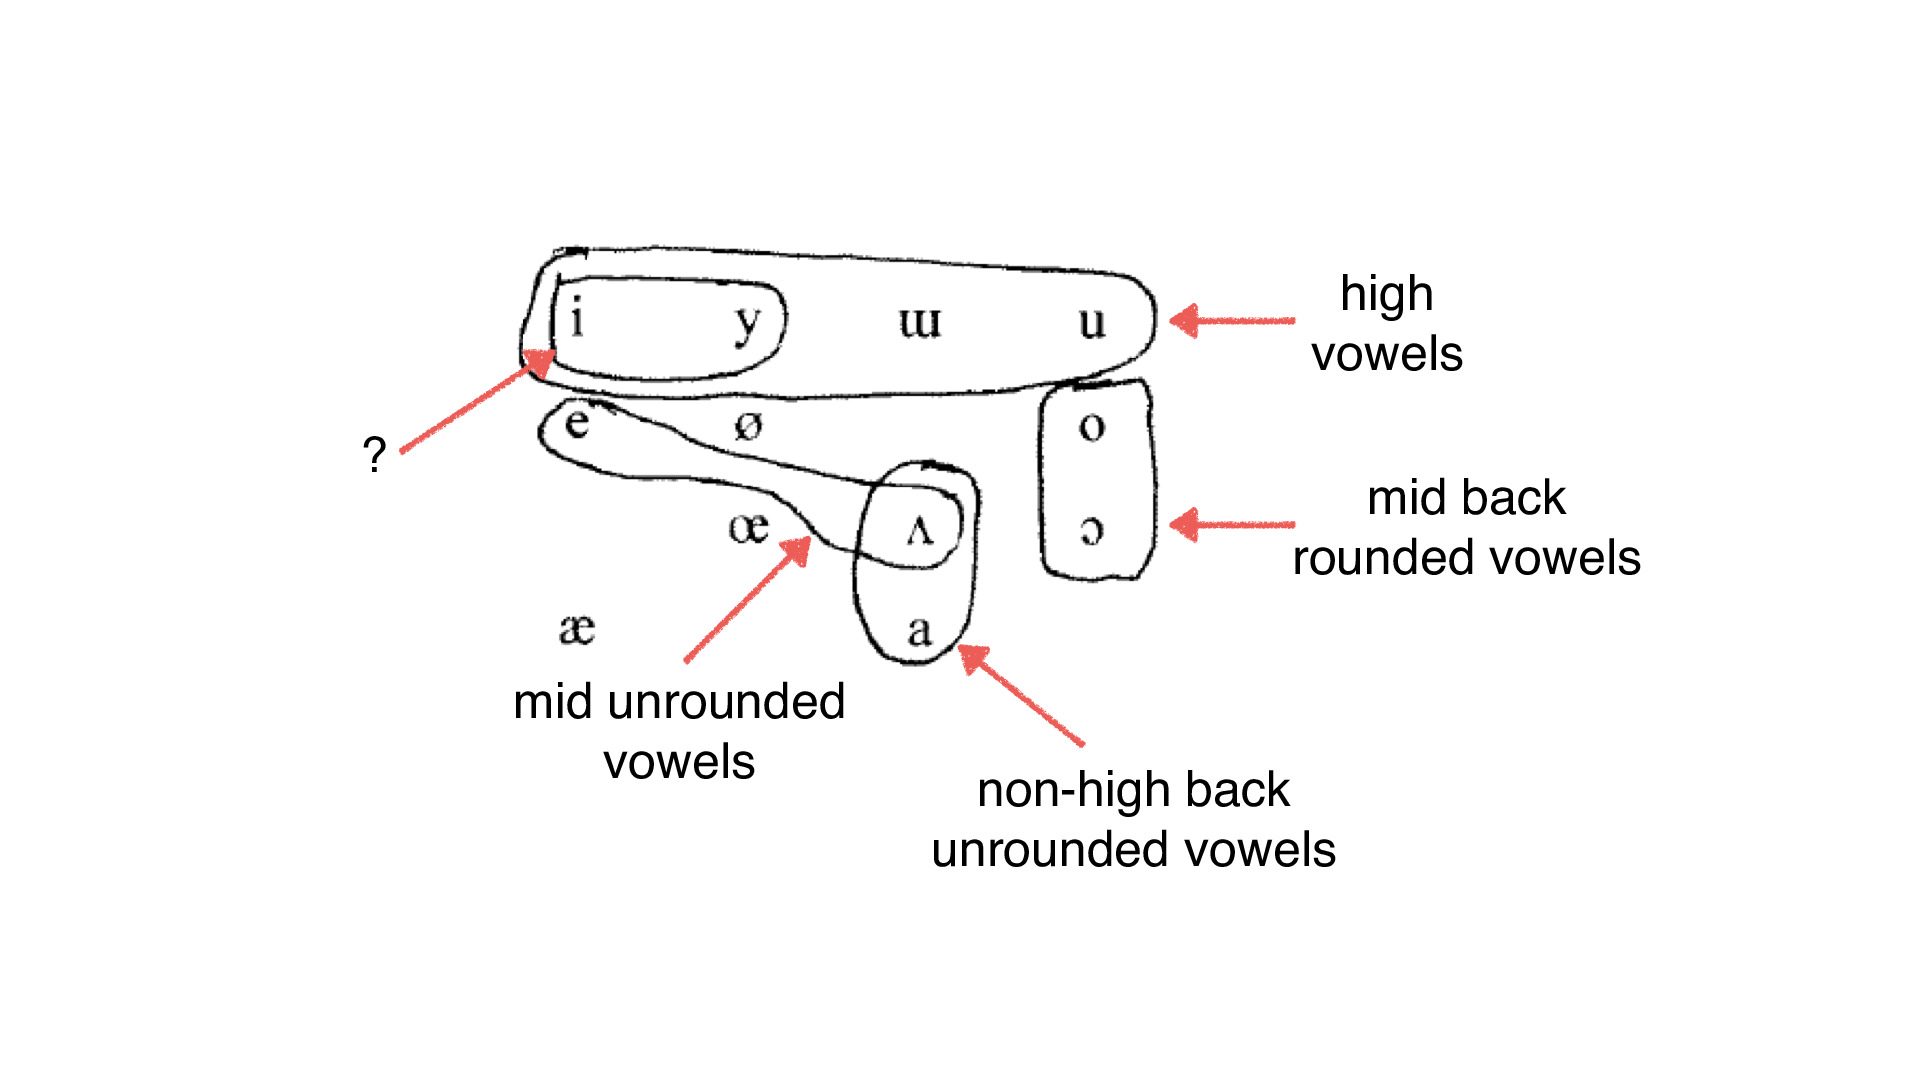 i y ɯ u
high
vowels
e ø o
?
œ ʌ ɔ
mid back
rounded vowels
æ a
mid unrounded
vowels
non-high back
unrounded vowels